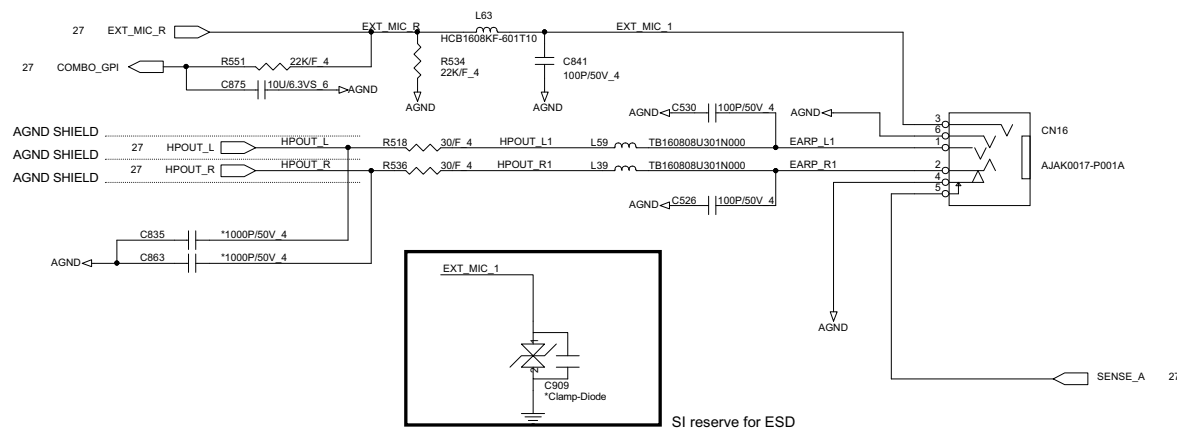 L63
27 EXT_MIC_R EXT_MIC_R EXT_MIC_1
HCB1608KF-601T10
27 COMBO_GPI R551 22K/F_4
R534
22K/F_4
C841
100P/50V_4
C875 10U/6.3VS_6 AGND
AGND AGND
AGND C530 100P/50V_4 AGND
3
6
1
2
4
5
CN16
AJAK0017-P001A
AGND SHIELD
27 HPOUT_L HPOUT_L R518 30/F_4 HPOUT_L1 L59 TB160808U301N000 EARP_L1
AGND SHIELD
27 HPOUT_R HPOUT_R R536 30/F_4 HPOUT_R1 L39 TB160808U301N000 EARP_R1
AGND SHIELD
AGND C526 100P/50V_4
C835 *1000P/50V_4
AGND C863 *1000P/50V_4
EXT_MIC_1
1
2
C909
*Clamp-Diode
SI reserve for ESD
AGND
SENSE_A 27